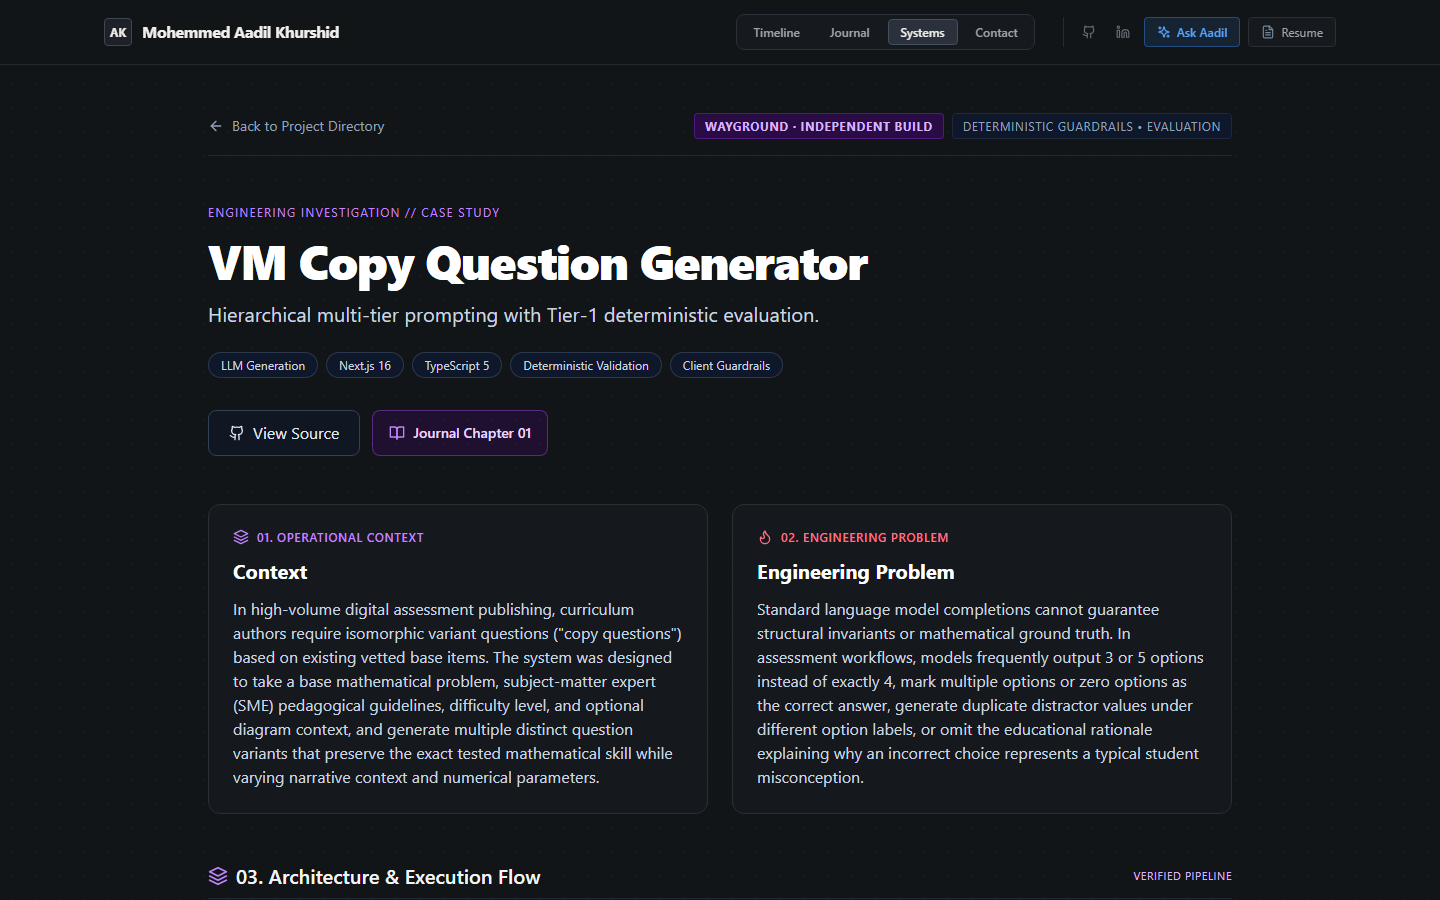 AK Mohemmed Aadil Khurshid
Timeline Journal Systems Contact
Ask Aadil Resume
Back to Project Directory
WAYGROUND · INDEPENDENT BUILD
DETERMINISTIC GUARDRAILS • EVALUATION
ENGINEERING INVESTIGATION // CASE STUDY
VM Copy Question Generator
Hierarchical multi-tier prompting with Tier-1 deterministic evaluation.
LLM Generation Next.js 16 TypeScript 5 Deterministic Validation Client Guardrails
View Source Journal Chapter 01
01. OPERATIONAL CONTEXT
Context
In high-volume digital assessment publishing, curriculum
authors require isomorphic variant questions ("copy questions")
based on existing vetted base items. The system was designed
to take a base mathematical problem, subject-matter expert
(SME) pedagogical guidelines, difficulty level, and optional
diagram context, and generate multiple distinct question
variants that preserve the exact tested mathematical skill while
varying narrative context and numerical parameters.
02. ENGINEERING PROBLEM
Engineering Problem
Standard language model completions cannot guarantee
structural invariants or mathematical ground truth. In
assessment workflows, models frequently output 3 or 5 options
instead of exactly 4, mark multiple options or zero options as
the correct answer, generate duplicate distractor values under
different option labels, or omit the educational rationale
explaining why an incorrect choice represents a typical student
misconception.
03. Architecture & Execution Flow
VERIFIED PIPELINE